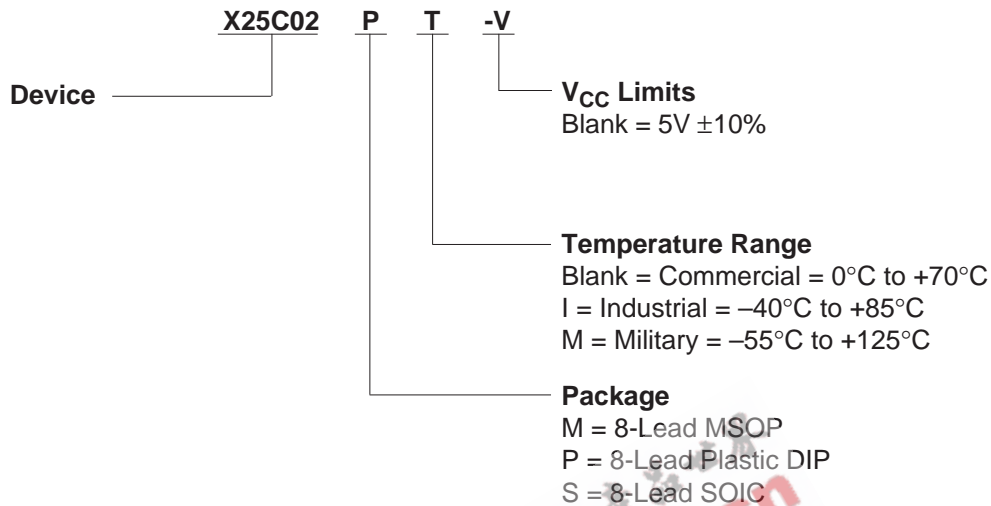 X25C02 P T -V
Device
VCC Limits
Blank = 5V ±10%
Temperature Range
Blank = Commercial = 0°C to +70°C
I = Industrial = –40°C to +85°C
M = Military = –55°C to +125°C
Package
M = 8-Lead MSOP
P = 8-Lead Plastic DIP
S = 8-Lead SOIC